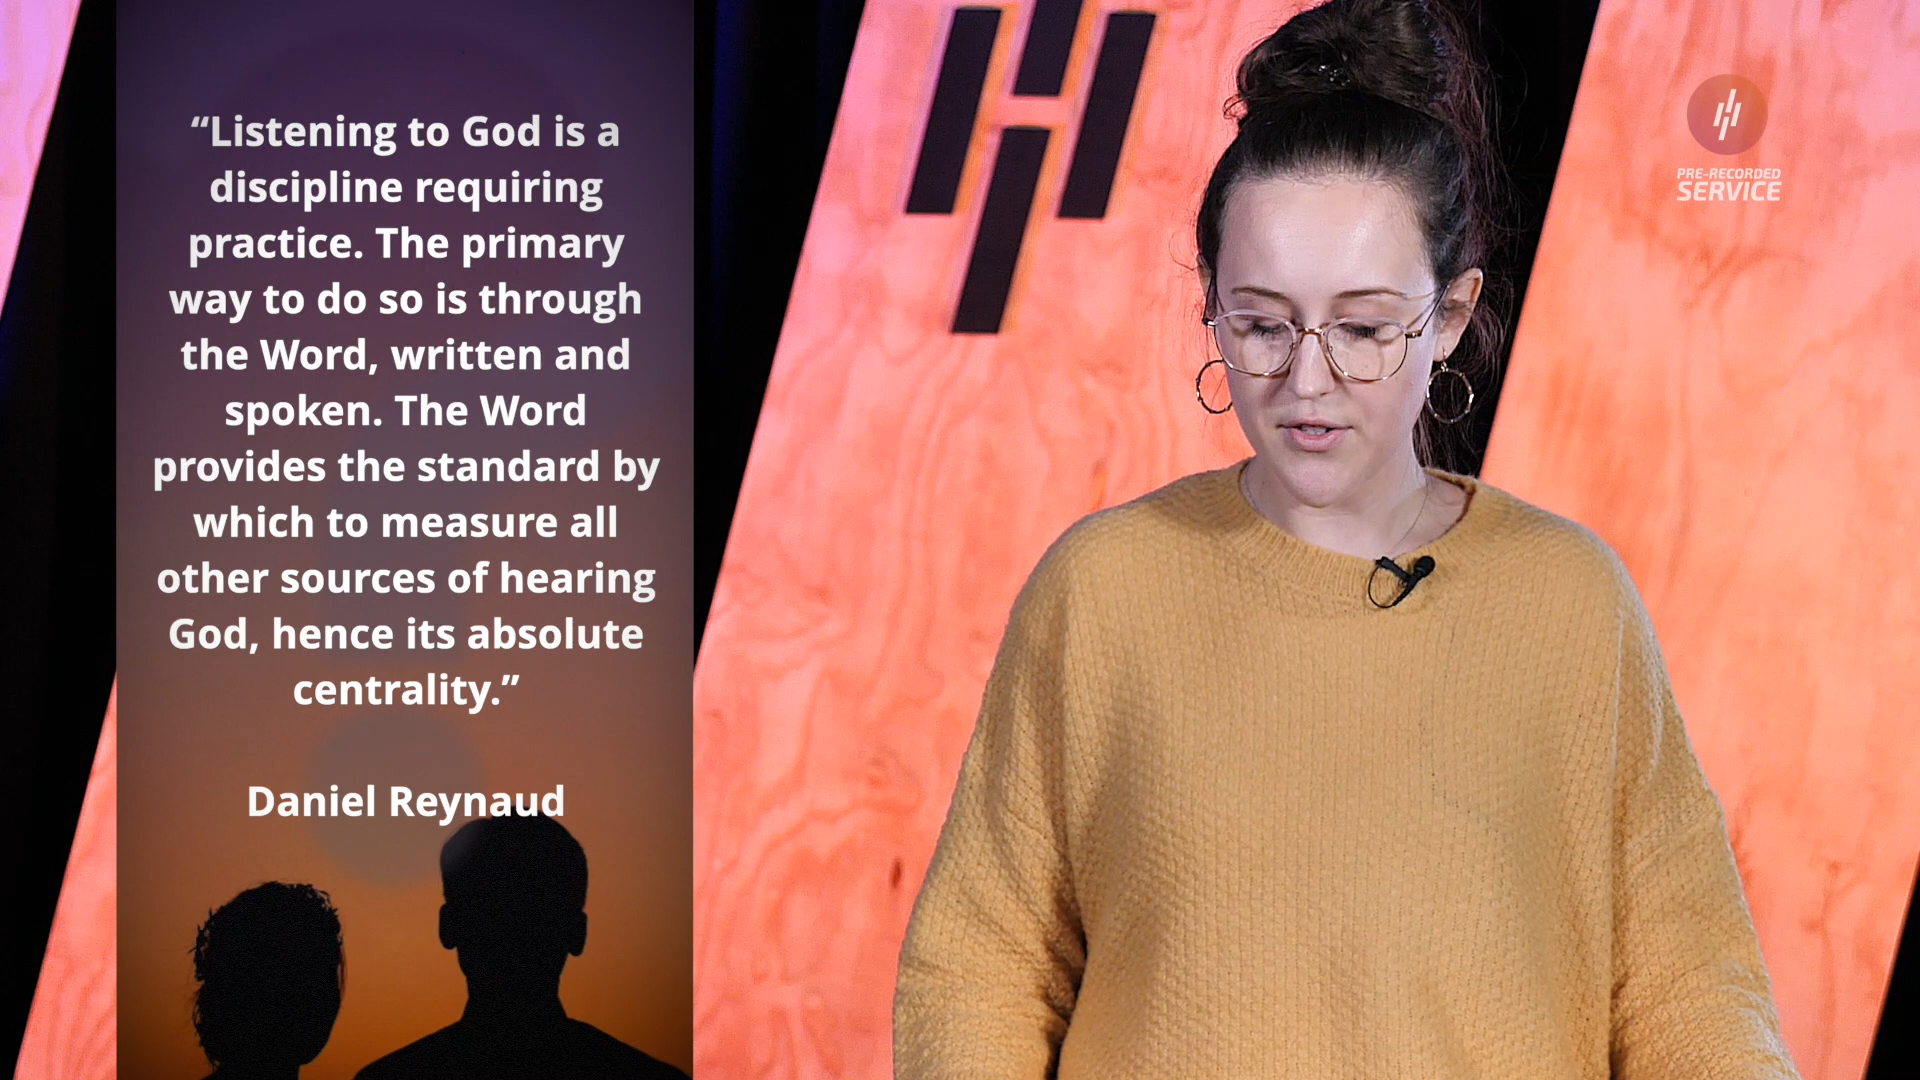 “Listening to God is a
discipline requiring
practice. The primary
way to do so is through
the Word, written and
spoken. The Word
provides the standard by
which to measure all
other sources of hearing
God, hence its absolute
centrality.”
Daniel Reynaud
PRE-RECORDED
SERVICE